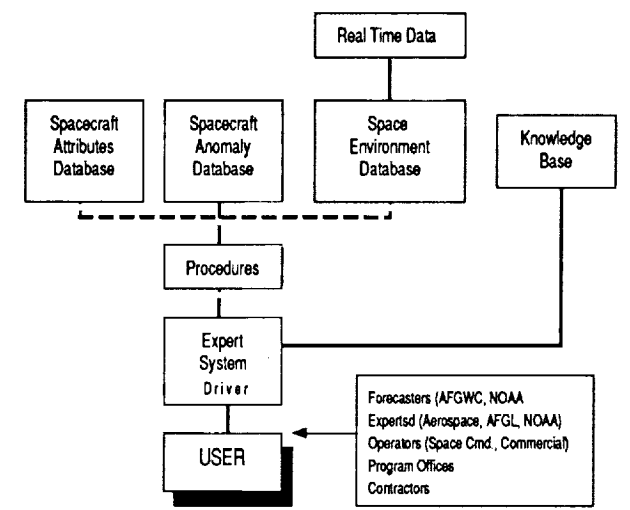 Real Time Data
Spacecraft
Attributes
Database
Spacecraft
Anomaly
Database
Space
Environment
Database
Knowledge
Base
Procedures
Expert
System
Driver
USER
Forecasters (AFGWC, NOAA
Expertsd (Aerospace, AFGL, NOAA)
Operators (Space Cmd., Commercial)
Program Offices
Contractors